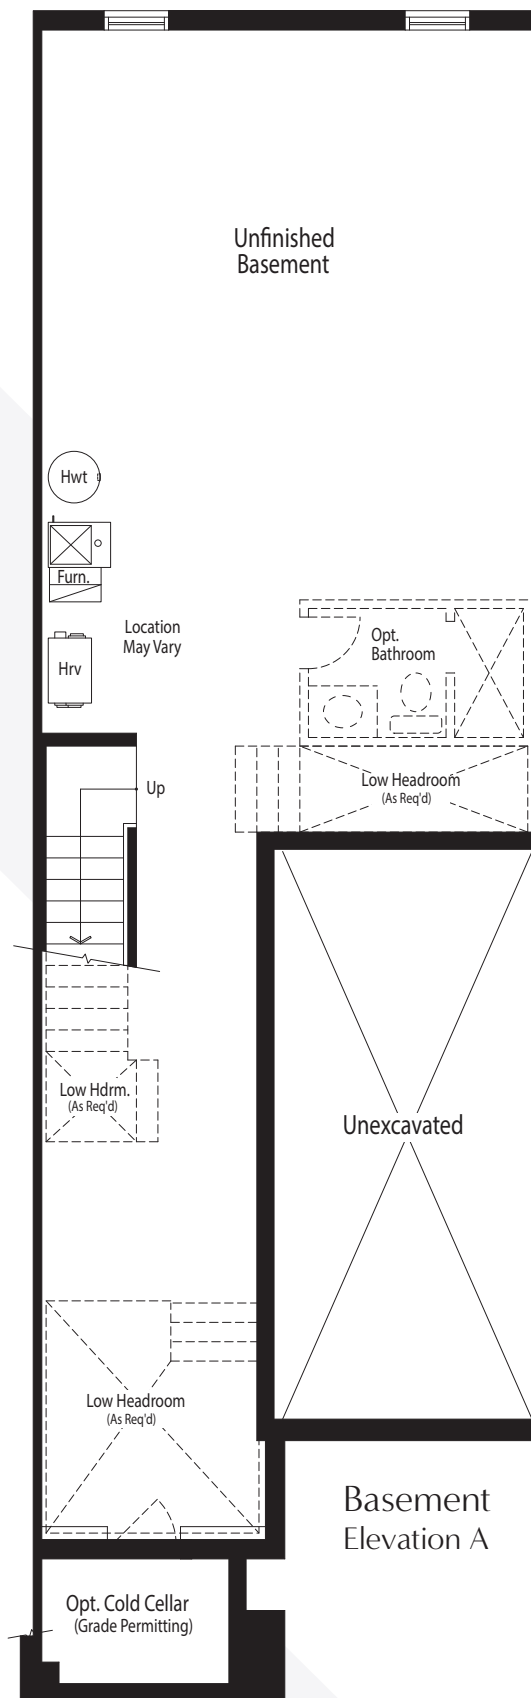 Unfinished
Basement
Hwt
Furn.
Location
May Vary
Hrv
Opt.
Bathroom
Up
Low Headroom
(As Req'd)
Low Hdrm.
(As Req'd)
Unexcavated
Low Headroom
(As Req'd)
Basement
Elevation A
Opt. Cold Cellar
(Grade Permitting)